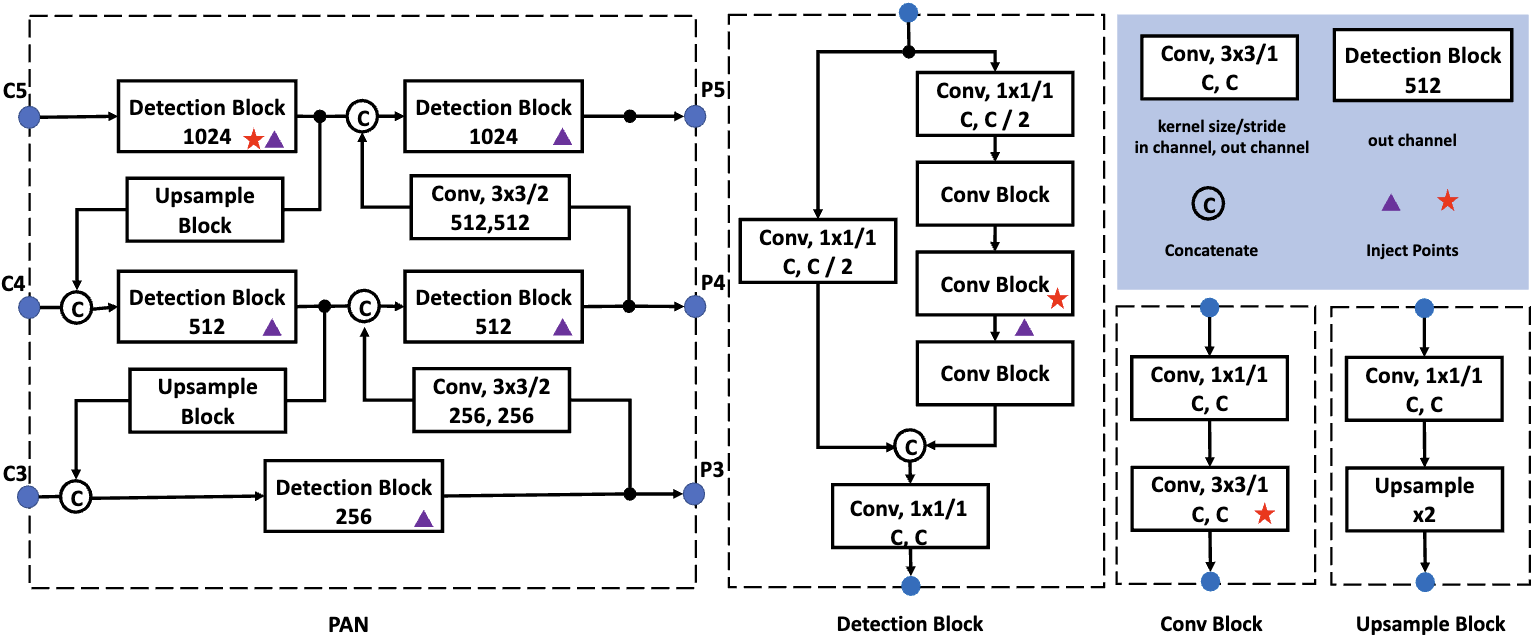 C5
Detection Block
1024
Detection Block
1024
P5
C
Upsample
Block
Conv, 3x3/2
512,512
C4
C
Detection Block
512
C
Detection Block
512
P4
Upsample
Block
Conv, 3x3/2
256, 256
C3
C
Detection Block
256
P3
PAN
Conv, 1x1/1
C, C / 2
Conv Block
Conv, 1x1/1
C, C / 2
Conv Block
Conv Block
C
Conv, 1x1/1
C, C
Detection Block
Conv, 3x3/1
C, C
kernel size/stride
in channel, out channel
Detection Block
512
out channel
C
Concatenate
Inject Points
Conv, 1x1/1
C, C
Conv, 3x3/1
C, C
Conv Block
Conv, 1x1/1
C, C
Upsample
x2
Upsample Block